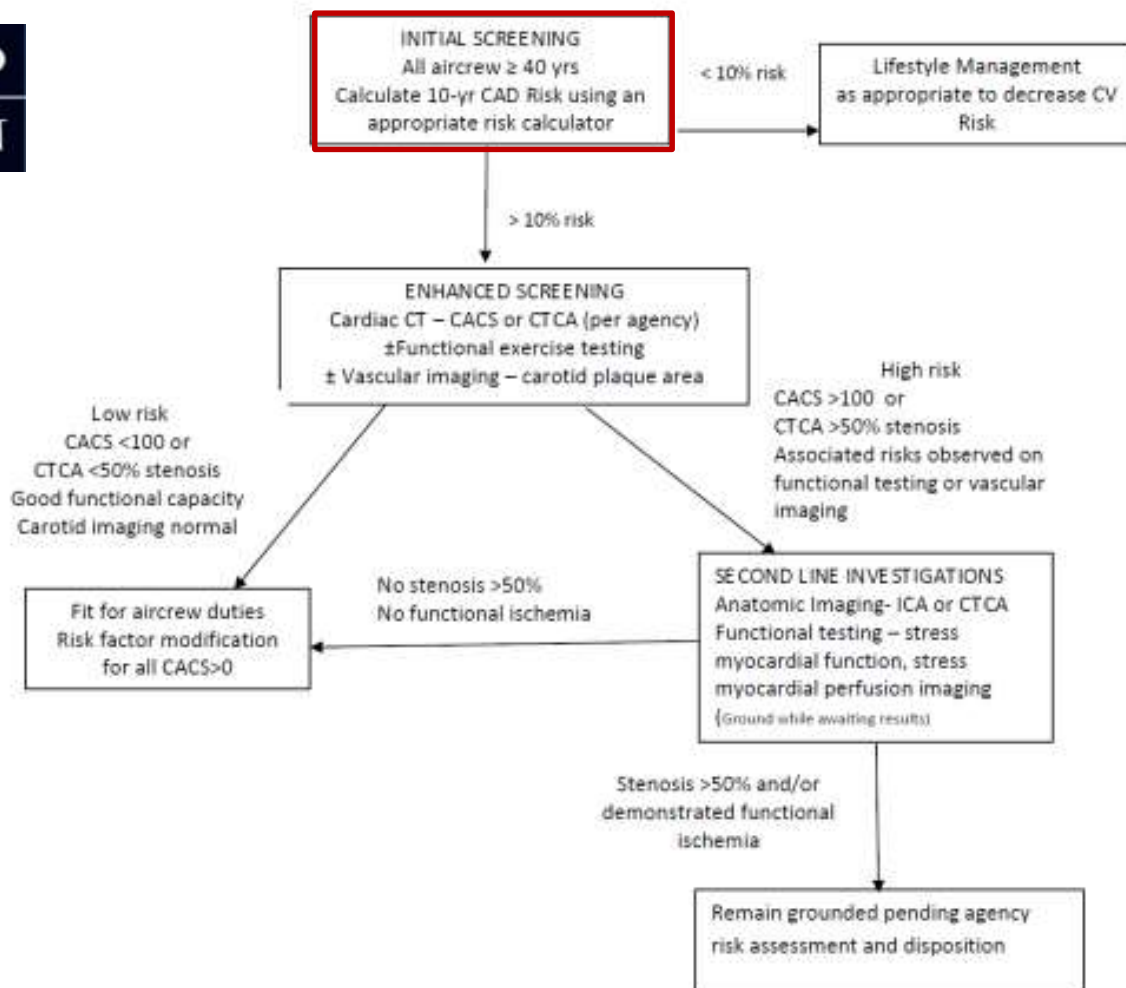 INITIAL SCREENING
All aircrew ≥ 40 yrs
Calculate 10-yr CAD Risk using an
appropriate risk calculator
< 10% risk
Lifestyle Management
as appropriate to decrease CV
Risk
> 10% risk
ENHANCED SCREENING
Cardiac CT – CACS or CTCA (per agency)
±Functional exercise testing
± Vascular imaging – carotid plaque area
Low risk
CACS <100 or
CTCA <50% stenosis
Good functional capacity
Carotid imaging normal
High risk
CACS >100 or
CTCA >50% stenosis
Associated risks observed on
functional testing or vascular
imaging
Fit for aircrew duties
Risk factor modification
for all CACS>0
No stenosis >50%
No functional ischemia
SECOND LINE INVESTIGATIONS
Anatomic Imaging- ICA or CTCA
Functional testing – stress
myocardial function, stress
myocardial perfusion imaging
(Ground while awaiting results)
Stenosis >50% and/or
demonstrated functional
ischemia
Remain grounded pending agency
risk assessment and disposition